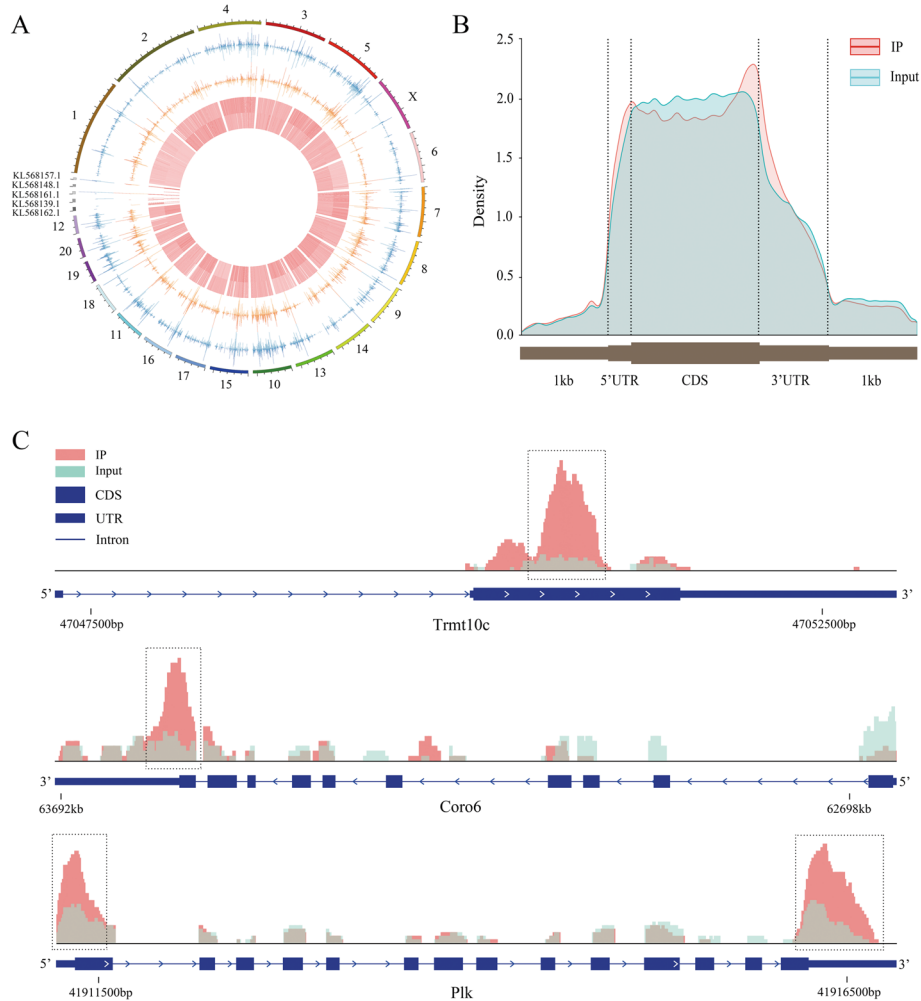 A
4
3
2
5
1
X
6
KL568157.1
KL568148.1
KL568161.1
KL568139.1
KL568162.1
12
7
20
8
19
18
9
11
14
16
13
17
15
10
B
2.5
IP
Input
2.0
1.5
Density
1.0
0.5
0.0
1kb 5'UTR CDS 3'UTR 1kb
C
IP
Input
CDS
UTR
Intron
5' 3'
47047500bp Trmt10c 47052500bp
3' 5'
63692kb Coro6 62698kb
5' 3'
41911500bp Plk 41916500bp